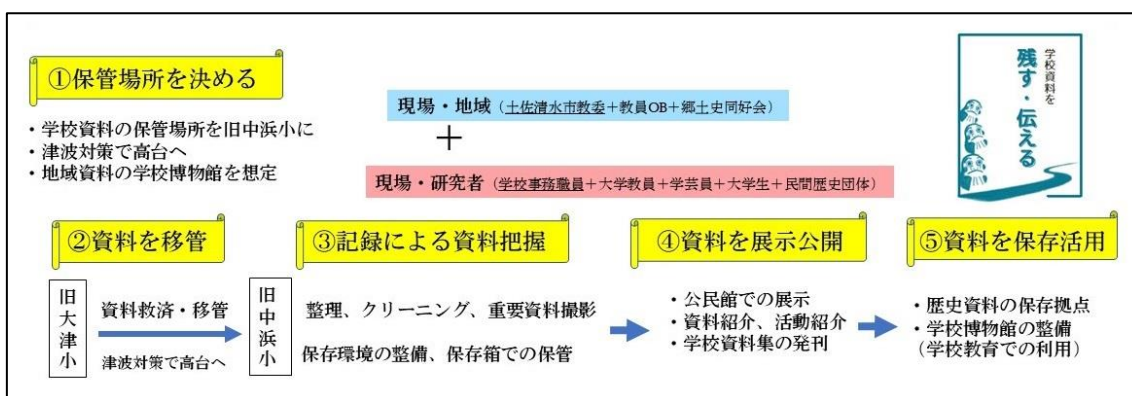 ①保管場所を決める
・学校資料の保管場所を旧中浜小に
・津波対策で高台へ
・地域資料の学校博物館を想定
現場・地域（土佐清水市教委＋教員OB＋郷土史同好会）
＋
現場・研究者（学校事務職員＋大学教員＋学芸員＋大学生＋民間歴史団体）
学校資料を
残す・伝える
②資料を移管
旧大津小
資料救済・移管
津波対策で高台へ
旧中浜小
③記録による資料把握
整理、クリーニング、重要資料撮影
保存環境の整備、保存箱での保管
④資料を展示公開
・公民館での展示
・資料紹介、活動紹介
・学校資料集の発刊
⑤資料を保存活用
・歴史資料の保存拠点
・学校博物館の整備
（学校教育での利用）